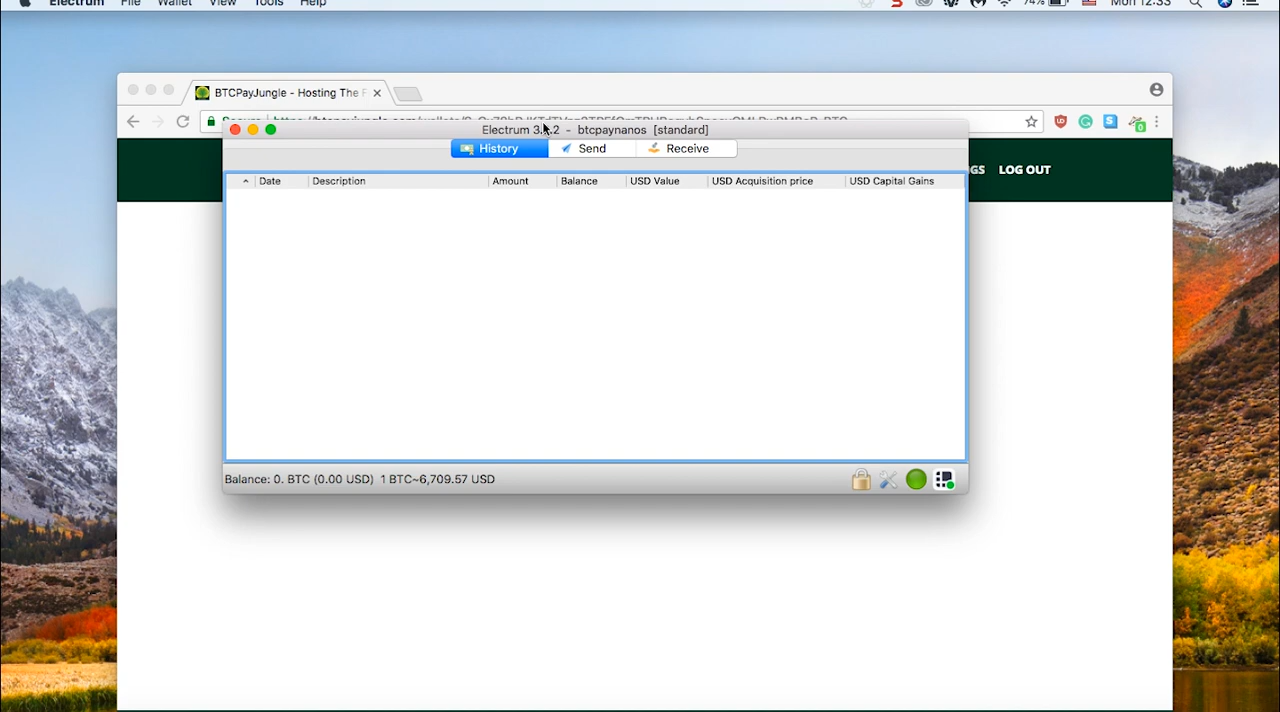 Electrum File Wallet View Tools Help 74% Mon 12:33
BTCPayJungle - Hosting The F
LOG OUT
Electrum 3. .2 - btcpaynanos [standard]
History Send Receive
Date Description Amount Balance USD Value USD Acquisition price USD Capital Gains
Balance: 0. BTC (0.00 USD) 1 BTC~6,709.57 USD